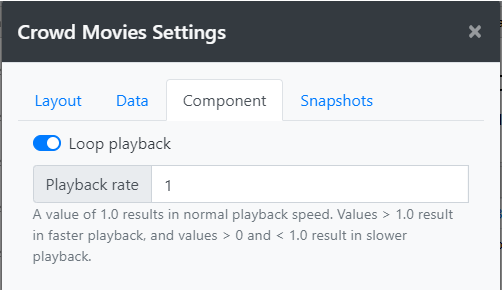 Crowd Movies Settings ×
Layout Data Component Snapshots
Loop playback
Playback rate 1
A value of 1.0 results in normal playback speed. Values > 1.0 result
in faster playback, and values > 0 and < 1.0 result in slower
playback.